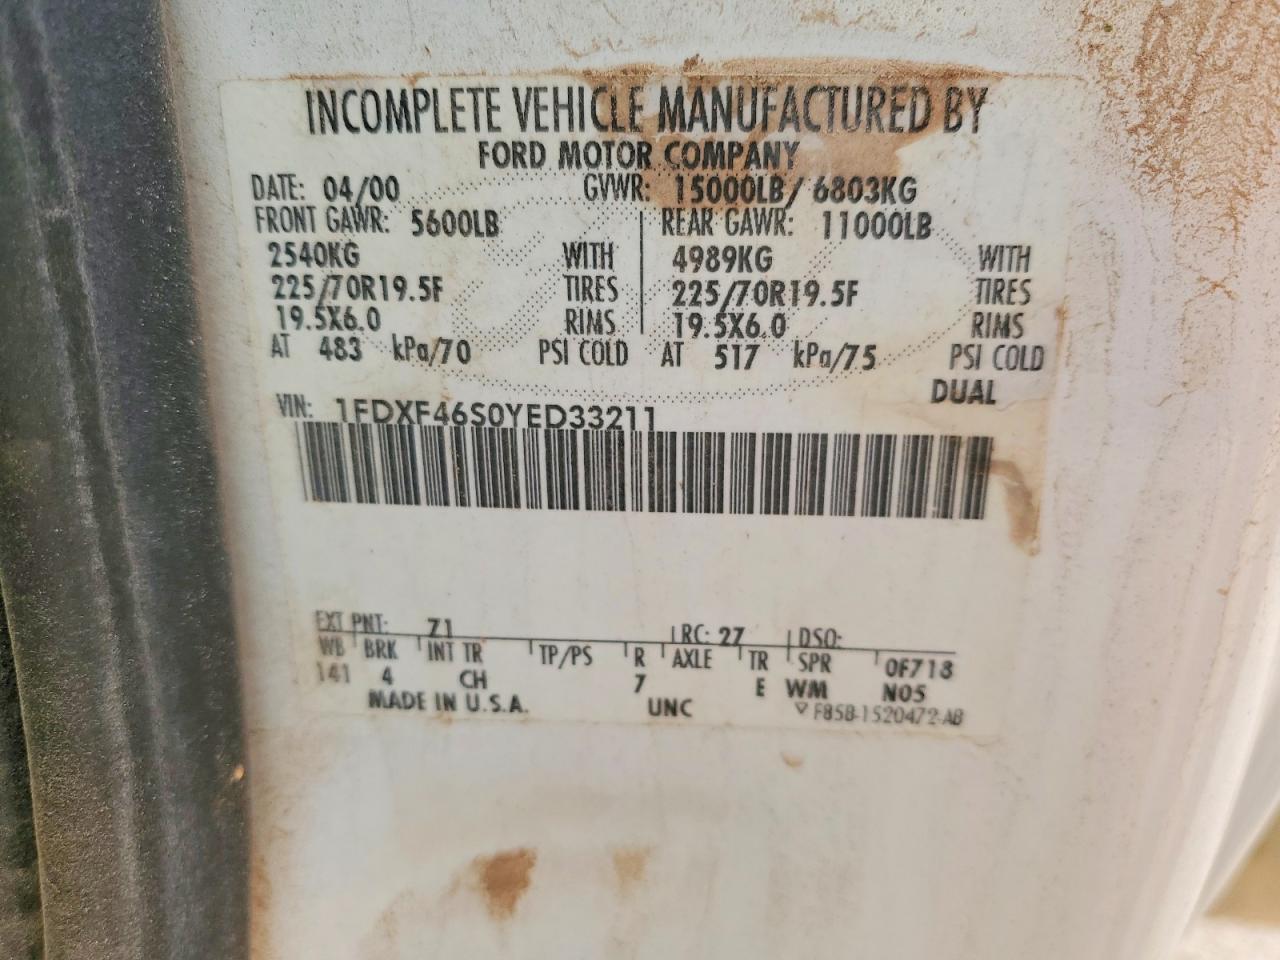 INCOMPLETE VEHICLE MANUFACTURED BY
FORD MOTOR COMPANY
DATE: 04/00 GVWR: 15000LB/ 6803KG
FRONT GAWR: 5600LB REAR GAWR: 11000LB
2540KG WITH 4989KG WITH
225/70R19.5F TIRES 225/70R19.5F TIRES
19.5X6.0 RIMS 19.5X6.0 RIMS
AT 483 kPa/70 PSI COLD AT 517 kPa/75 PSI COLD
DUAL
VIN: 1FDXF46S0YED33211
EXT PNT: Z1 RC: 27 DSO:
WB BRK INT TR TP/PS R AXLE TR SPR 0F718
141 4 CH 7 E WM N05
MADE IN U.S.A. UNC F85B-1520472-AB